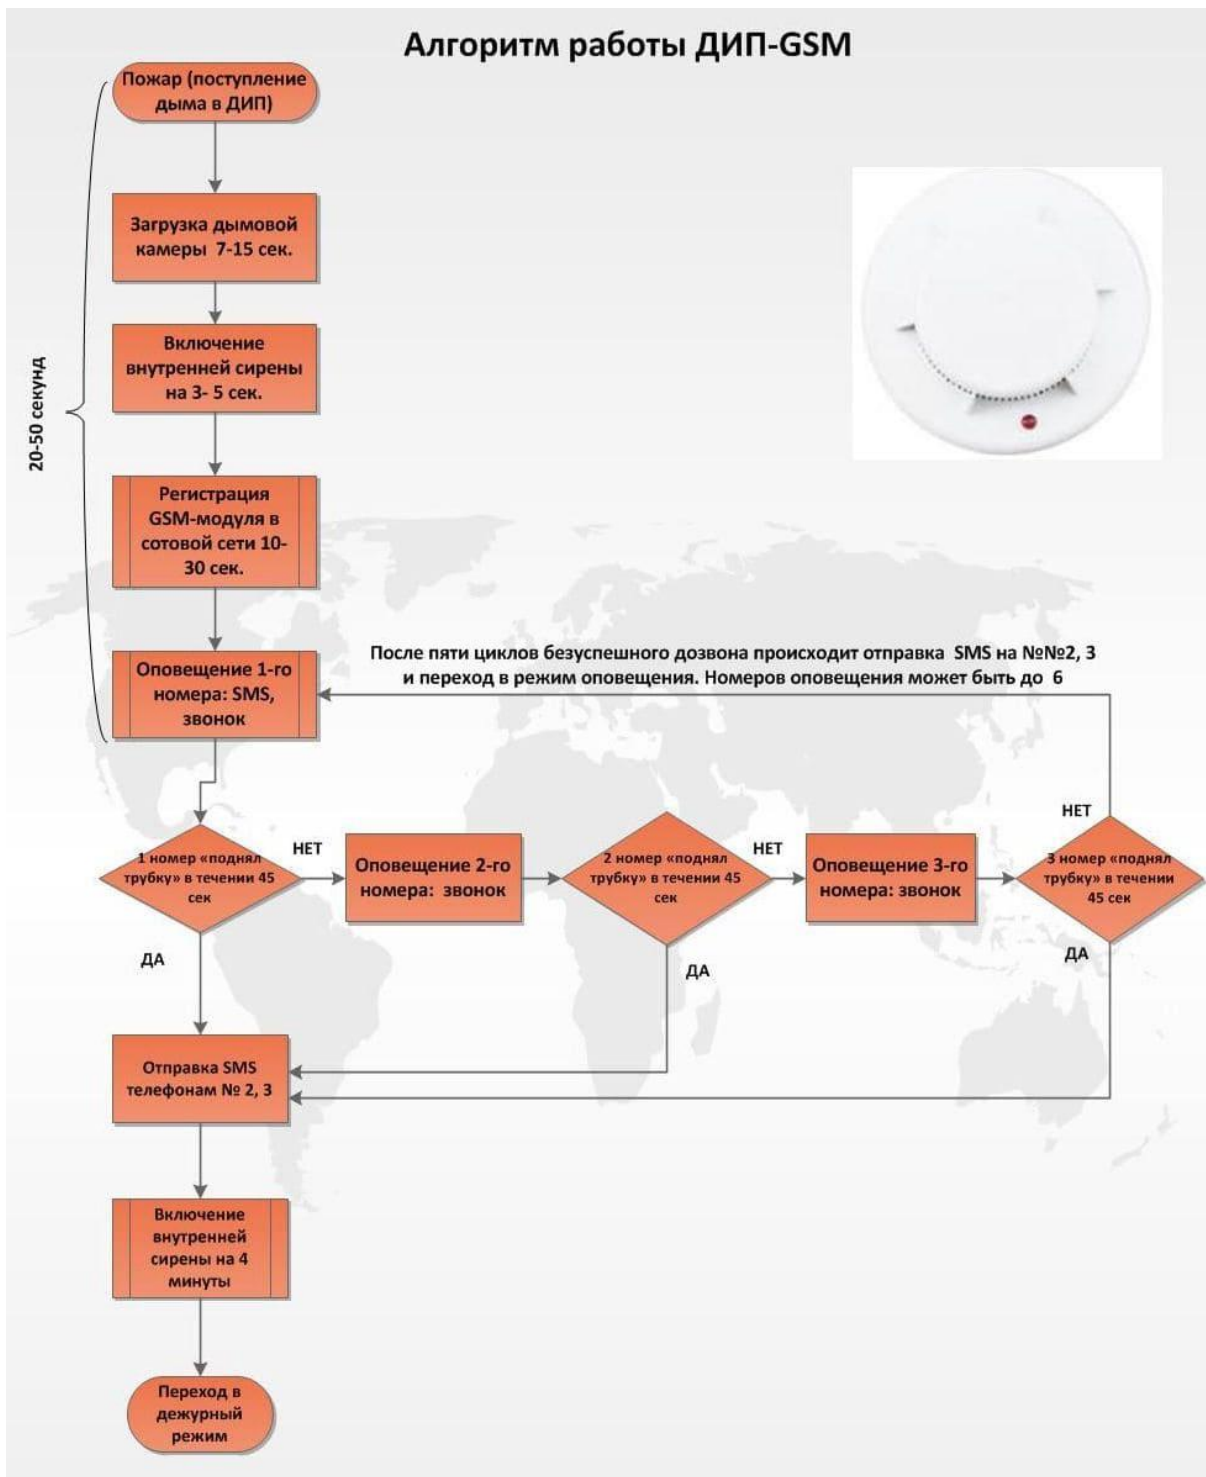 Алгоритм работы ДИП-GSM
Пожар (поступление
дыма в ДИП)
Загрузка дымовой
камеры 7-15 сек.
Включение
внутренней сирены
на 3- 5 сек.
20-50 секунд
Регистрация
GSM-модуля в
сотовой сети 10-
30 сек.
Оповещение 1-го
номера: SMS,
звонок
После пяти циклов безуспешного дозвона происходит отправка SMS на №№2, 3
и переход в режим оповещения. Номеров оповещения может быть до 6
1 номер «поднял
трубку» в течении 45
сек
НЕТ
Оповещение 2-го
номера: звонок
2 номер «поднял
трубку» в течении 45
сек
НЕТ
Оповещение 3-го
номера: звонок
3 номер «поднял
трубку» в течении
45 сек
НЕТ
ДА
ДА
ДА
Отправка SMS
телефонам № 2, 3
Включение
внутренней
сирены на 4
минуты
Переход в
дежурный
режим